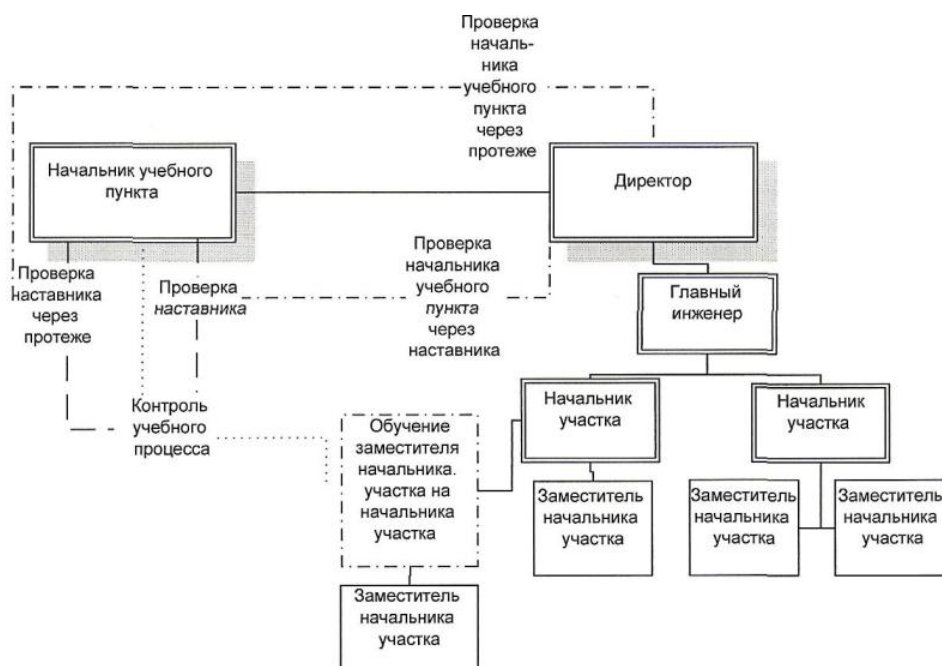 Проверка
началь-
ника
учебного
пункта
через
протеже
Начальник учебного
пункта
Директор
Проверка
наставника
через
протеже
Проверка
наставника
Проверка
начальника
учебного
пункта
через
наставника
Главный
инженер
Контроль
учебного
процесса
Обучение
заместителя
начальника.
участка на
начальника
участка
Начальник
участка
Начальник
участка
Заместитель
начальника
участка
Заместитель
начальника
участка
Заместитель
начальника
участка
Заместитель
начальника
участка